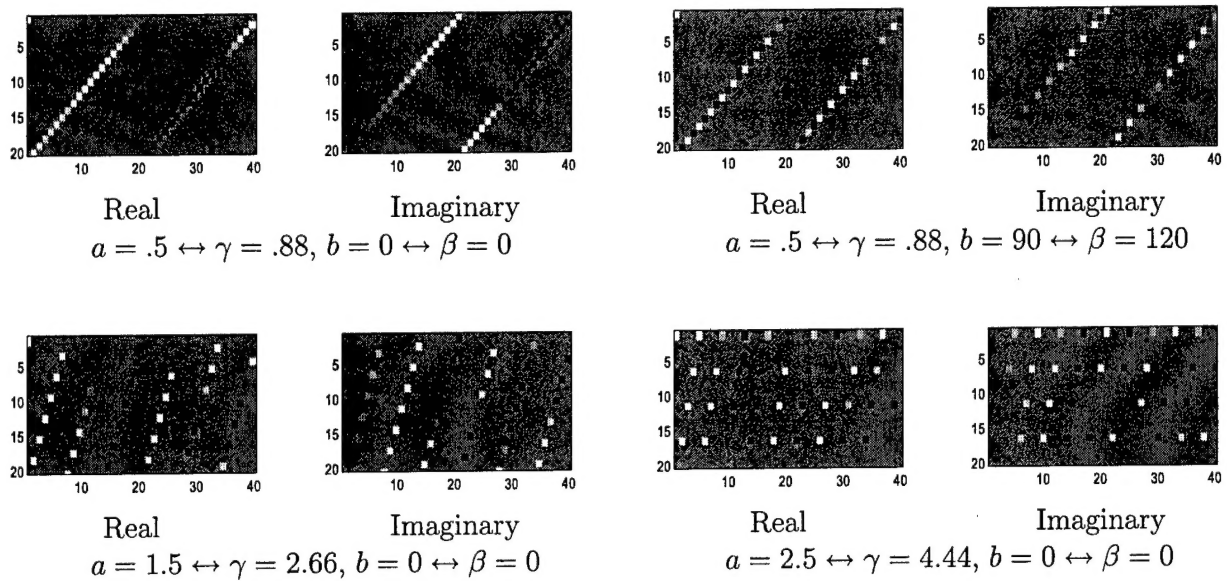 5
10
15
20
10 20 30 40
5
10
15
20
10 20 30 40
Real Imaginary
a = .5 ↔ γ = .88, b = 0 ↔ β = 0
5
10
15
20
10 20 30 40
5
10
15
20
10 20 30 40
Real Imaginary
a = .5 ↔ γ = .88, b = 90 ↔ β = 120
5
10
15
20
10 20 30 40
5
10
15
20
10 20 30 40
Real Imaginary
a = 1.5 ↔ γ = 2.66, b = 0 ↔ β = 0
5
10
15
20
10 20 30 40
5
10
15
20
10 20 30 40
Real Imaginary
a = 2.5 ↔ γ = 4.44, b = 0 ↔ β = 0